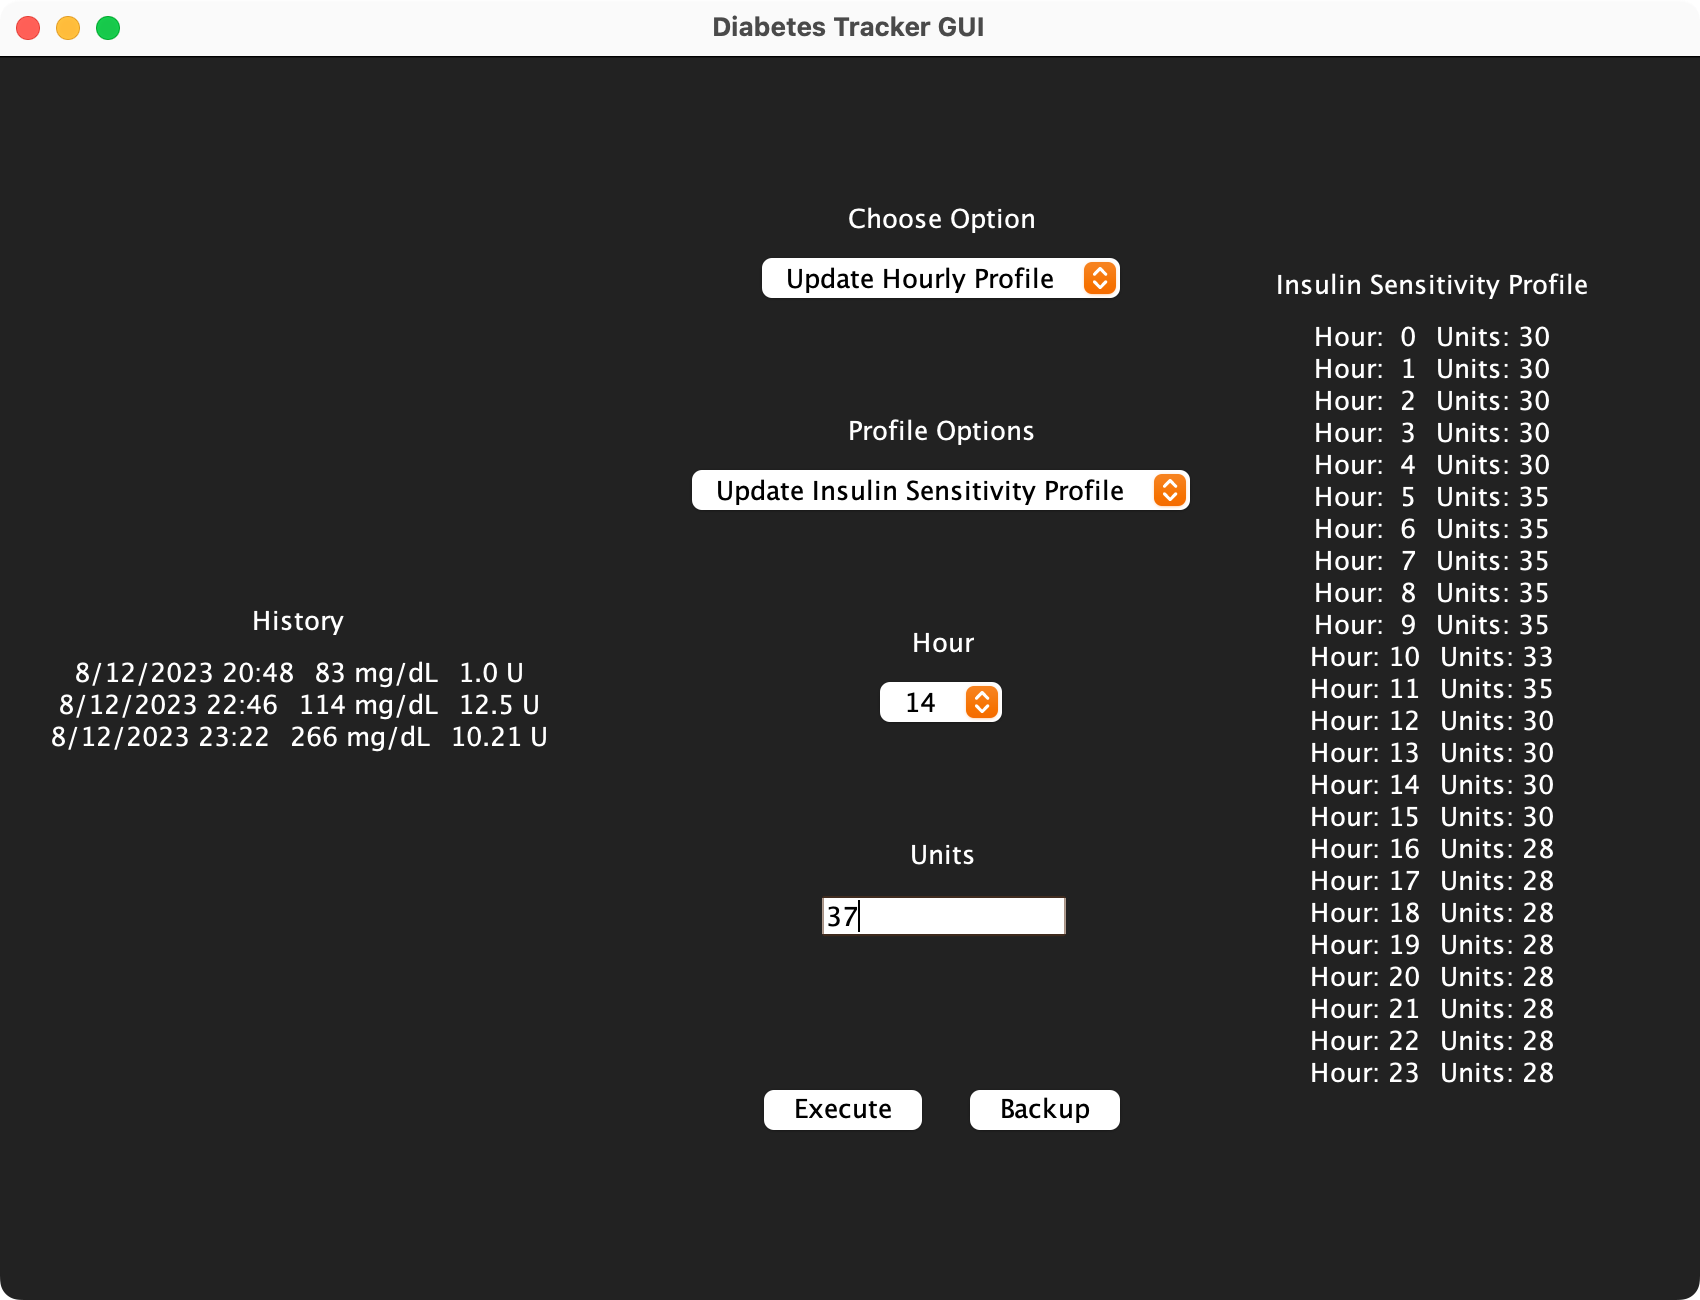 Diabetes Tracker GUI
Choose Option
Update Hourly Profile
Profile Options
Update Insulin Sensitivity Profile
Hour
14
Units
37
Execute
Backup
History
8/12/2023 20:48 83 mg/dL 1.0 U
8/12/2023 22:46 114 mg/dL 12.5 U
8/12/2023 23:22 266 mg/dL 10.21 U
Insulin Sensitivity Profile
Hour: 0 Units: 30
Hour: 1 Units: 30
Hour: 2 Units: 30
Hour: 3 Units: 30
Hour: 4 Units: 30
Hour: 5 Units: 35
Hour: 6 Units: 35
Hour: 7 Units: 35
Hour: 8 Units: 35
Hour: 9 Units: 35
Hour: 10 Units: 33
Hour: 11 Units: 35
Hour: 12 Units: 30
Hour: 13 Units: 30
Hour: 14 Units: 30
Hour: 15 Units: 30
Hour: 16 Units: 28
Hour: 17 Units: 28
Hour: 18 Units: 28
Hour: 19 Units: 28
Hour: 20 Units: 28
Hour: 21 Units: 28
Hour: 22 Units: 28
Hour: 23 Units: 28